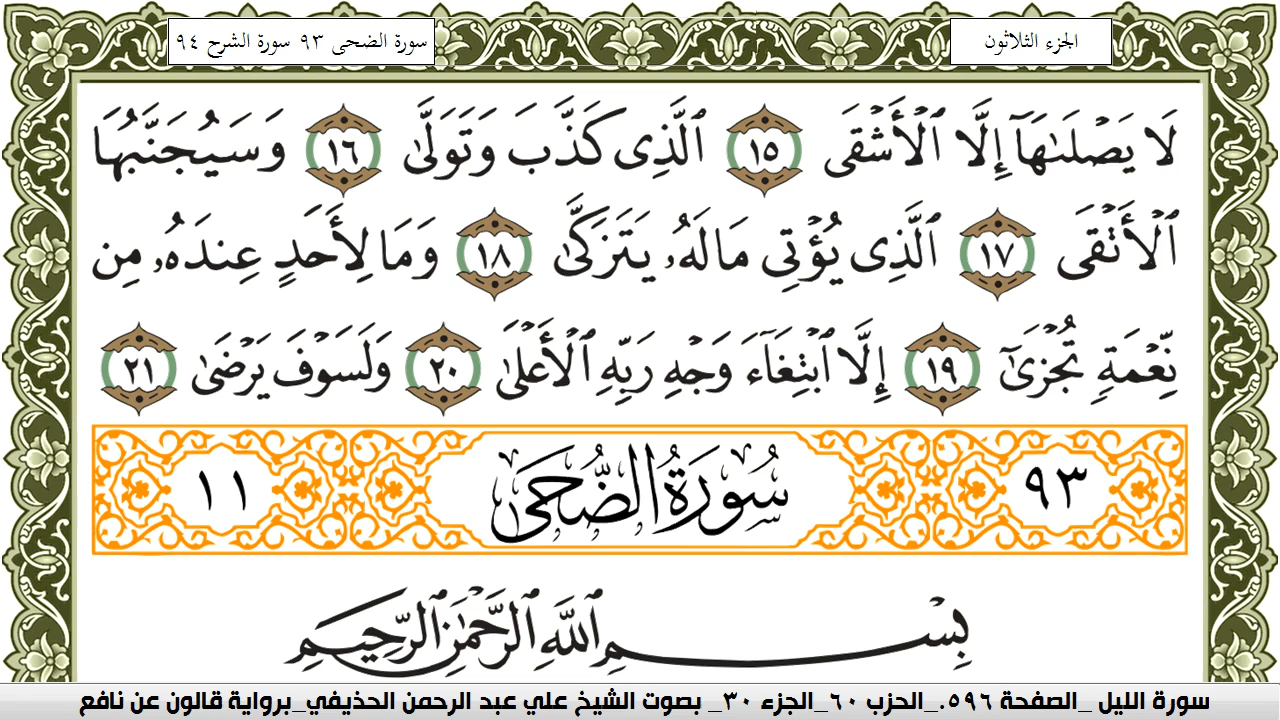 الجزء الثلاثون
سورة الضحى ٩٣ سورة الشرح ٩٤
لَا يَصْلَىٰهَآ إِلَّا ٱلْأَشْقَى ١٥ ٱلَّذِى كَذَّبَ وَتَوَلَّىٰ ١٦ وَسَيُجَنَّبُهَا
ٱلْأَتْقَى ١٧ ٱلَّذِى يُؤْتِى مَالَهُۥ يَتَزَكَّىٰ ١٨ وَمَا لِأَحَدٍ عِندَهُۥ مِن
نِّعْمَةٍ تُجْزَىٰٓ ١٩ إِلَّا ٱبْتِغَآءَ وَجْهِ رَبِّهِ ٱلْأَعْلَىٰ ٢٠ وَلَسَوْفَ يَرْضَىٰ ٢١
٩٣ سُورَةُ الضُّحَى ١١
بِسْمِ ٱللَّهِ ٱلرَّحْمَٰنِ ٱلرَّحِيمِ
سورة الليل _الصفحة ٥٩٦._الحزب ٦٠_الجزء ٣٠_ بصوت الشيخ علي عبد الرحمن الحذيفي_برواية قالون عن نافع